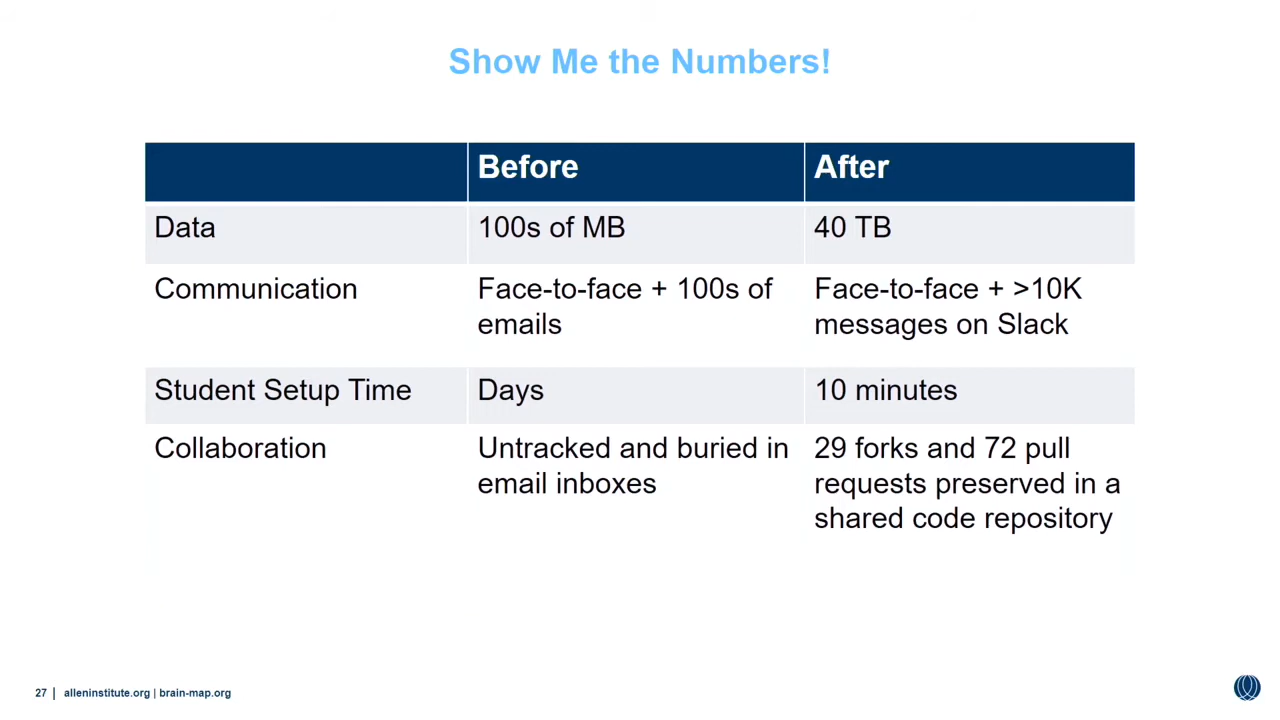 Show Me the Numbers!
Before After
Data 100s of MB 40 TB
Communication Face-to-face + 100s of Face-to-face + >10K
emails messages on Slack
Student Setup Time Days 10 minutes
Collaboration Untracked and buried in 29 forks and 72 pull
email inboxes requests preserved in a
shared code repository
27 | alleninstitute.org | brain-map.org